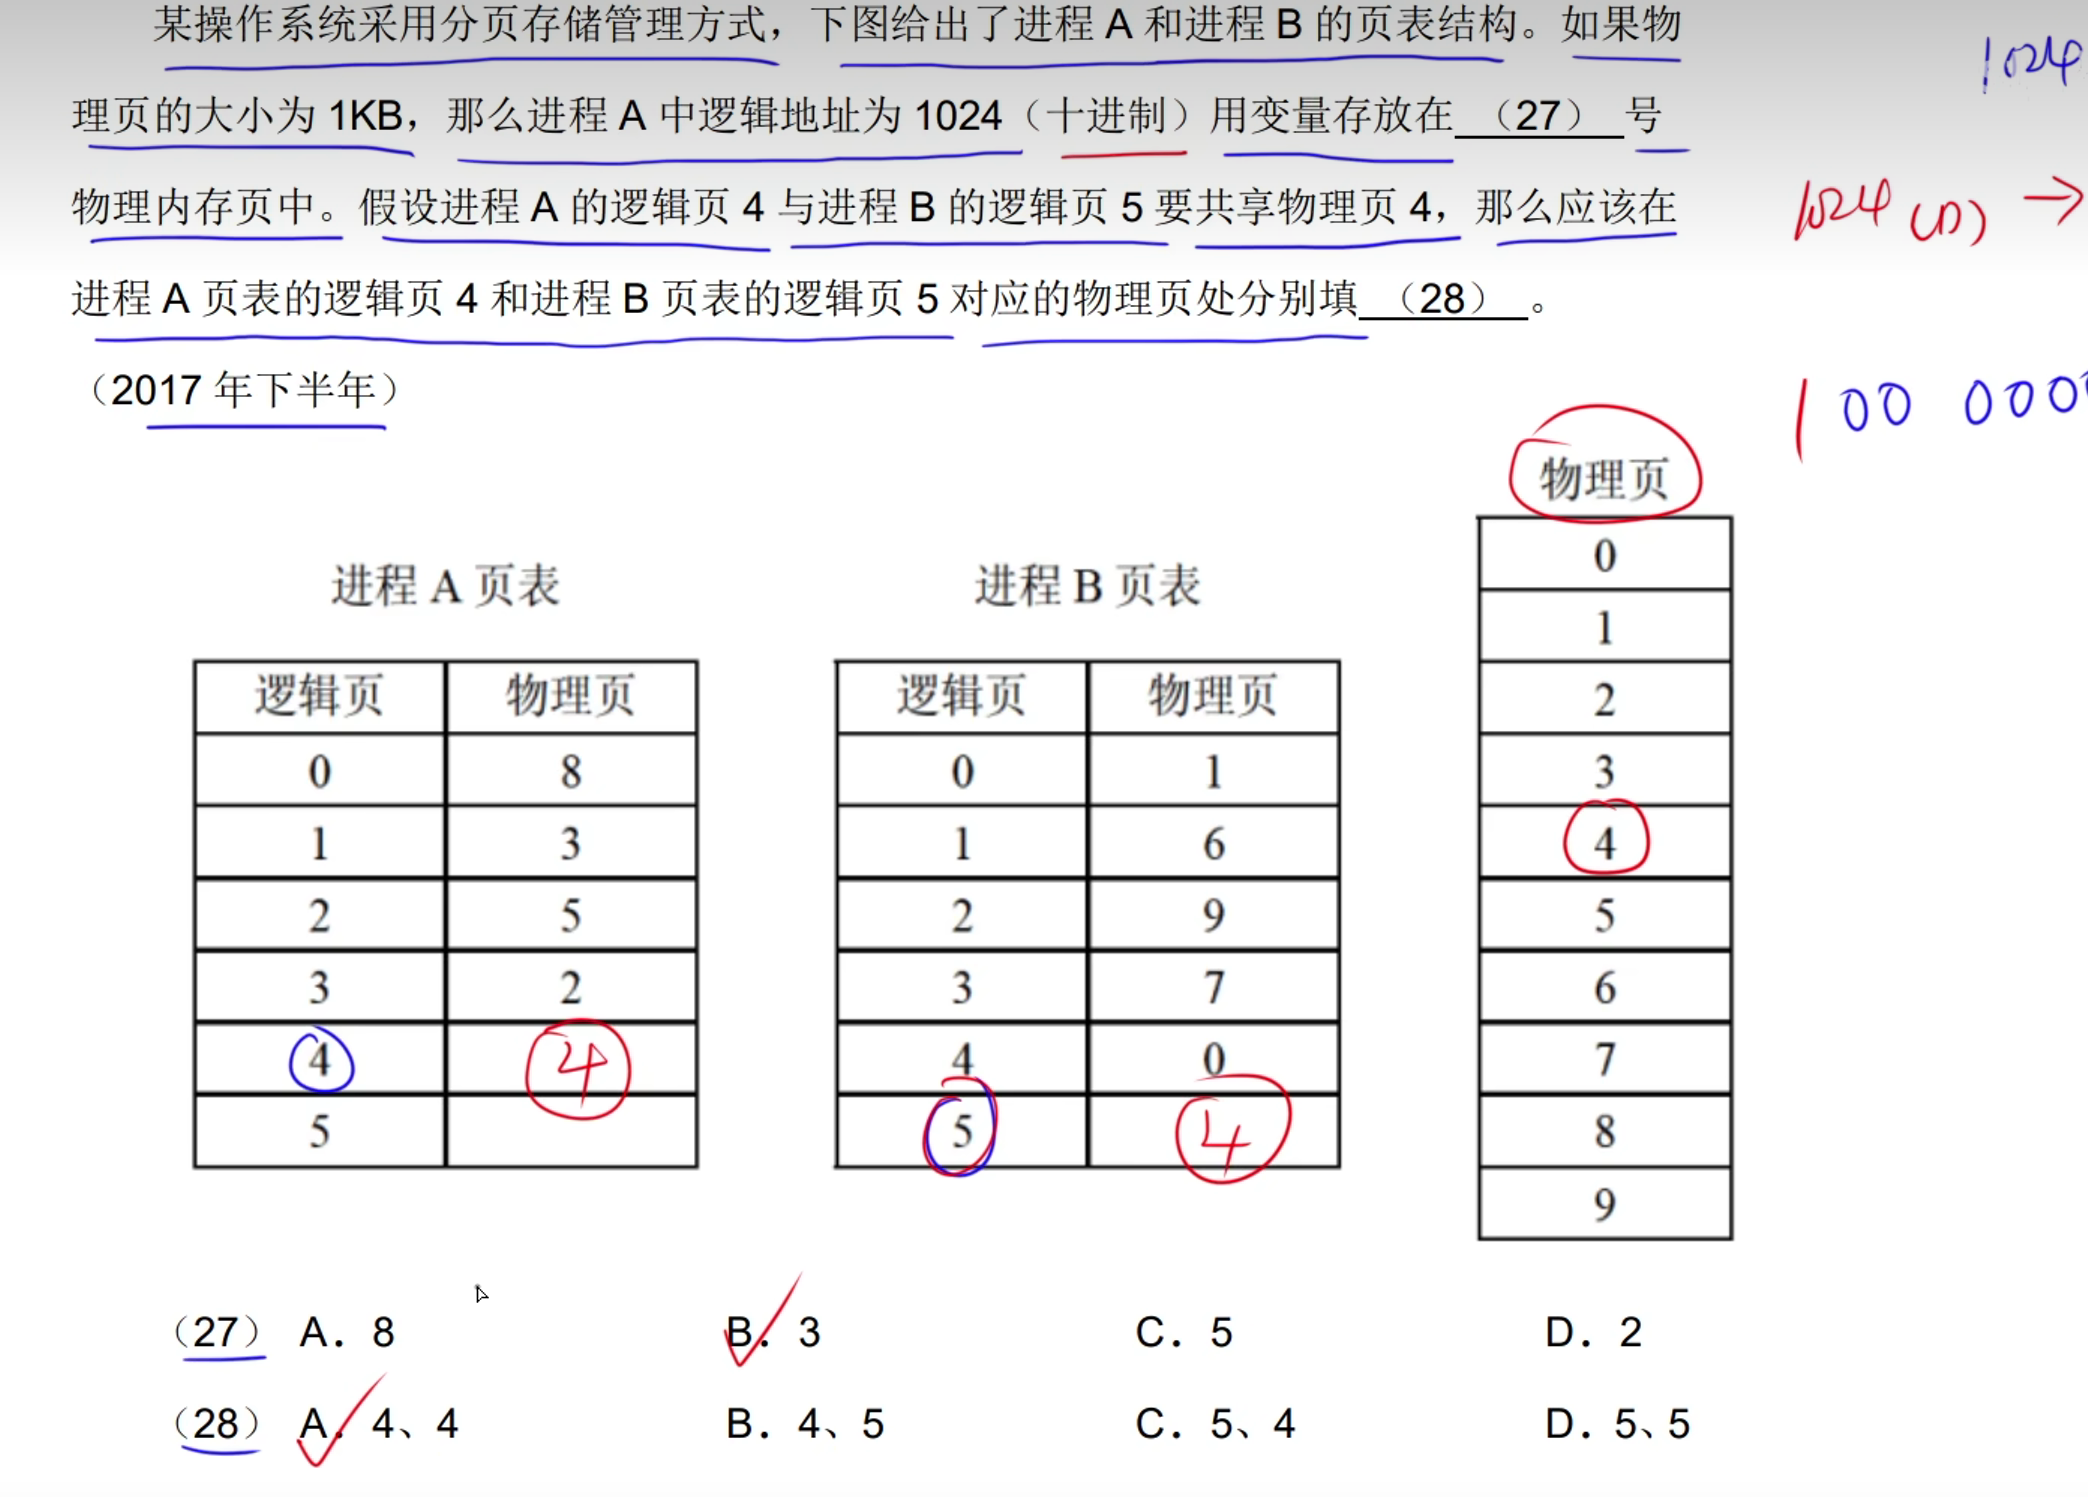 某操作系统采用分页存储管理方式，下图给出了进程 A 和进程 B 的页表结构。如果物
理页的大小为 1KB，那么进程 A 中逻辑地址为 1024（十进制）用变量存放在 （27） 号
物理内存页中。假设进程 A 的逻辑页 4 与进程 B 的逻辑页 5 要共享物理页 4，那么应该在
进程 A 页表的逻辑页 4 和进程 B 页表的逻辑页 5 对应的物理页处分别填 （28） 。
（2017 年下半年）
1024
1024 (D) →
100 000
进程 A 页表
逻辑页 物理页
0 8
1 3
2 5
3 2
4 4
5
进程 B 页表
逻辑页 物理页
0 1
1 6
2 9
3 7
4 0
5 4
物理页
0
1
2
3
4
5
6
7
8
9
（27） A．8 B．3 C．5 D．2
（28） A．4、4 B．4、5 C．5、4 D．5、5